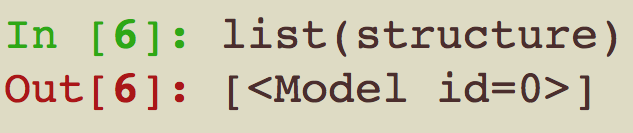 In [6]: list(structure)
Out[6]: [<Model id=0>]